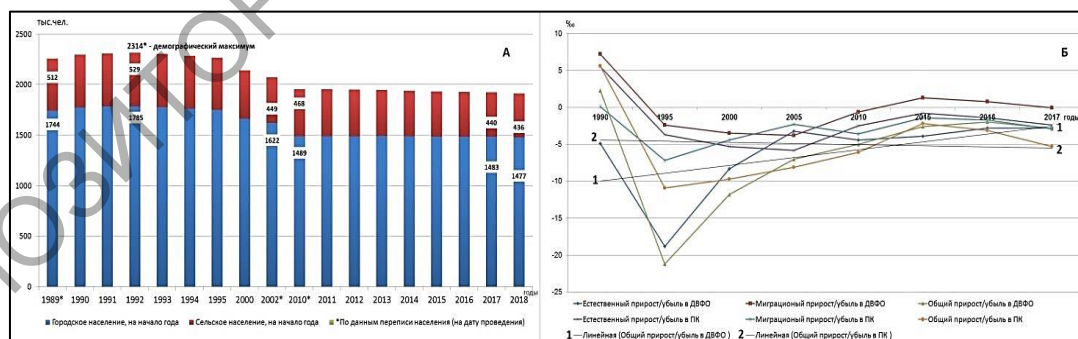 ПОЗИТОР
тыс.чел.
2500
2000
1500
1000
500
0
2314* - демографический максимум
А
512
529
449
468
440
436
1744
1785
1622
1489
1483
1477
1989* 1990 1991 1992 1993 1994 1995 2000 2002* 2010* 2011 2012 2013 2014 2015 2016 2017 2018
годы
Городское население, на начало года
Сельское население, на начало года
*По данным переписи населения (на дату проведения)
‰
Б
10
5
0
-5
-10
-15
-20
-25
1990 1995 2000 2005 2010 2015 2016 2017
годы
2
1
1
2
Естественный прирост/убыль в ДВФО
Миграционный прирост/убыль в ДВФО
Общий прирост/убыль в ДВФО
Естественный прирост/убыль в ПК
Миграционный прирост/убыль в ПК
Общий прирост/убыль в ПК
1 Линейная (Общий прирост/убыль в ДВФО )
2 Линейная (Общий прирост/убыль в ПК )